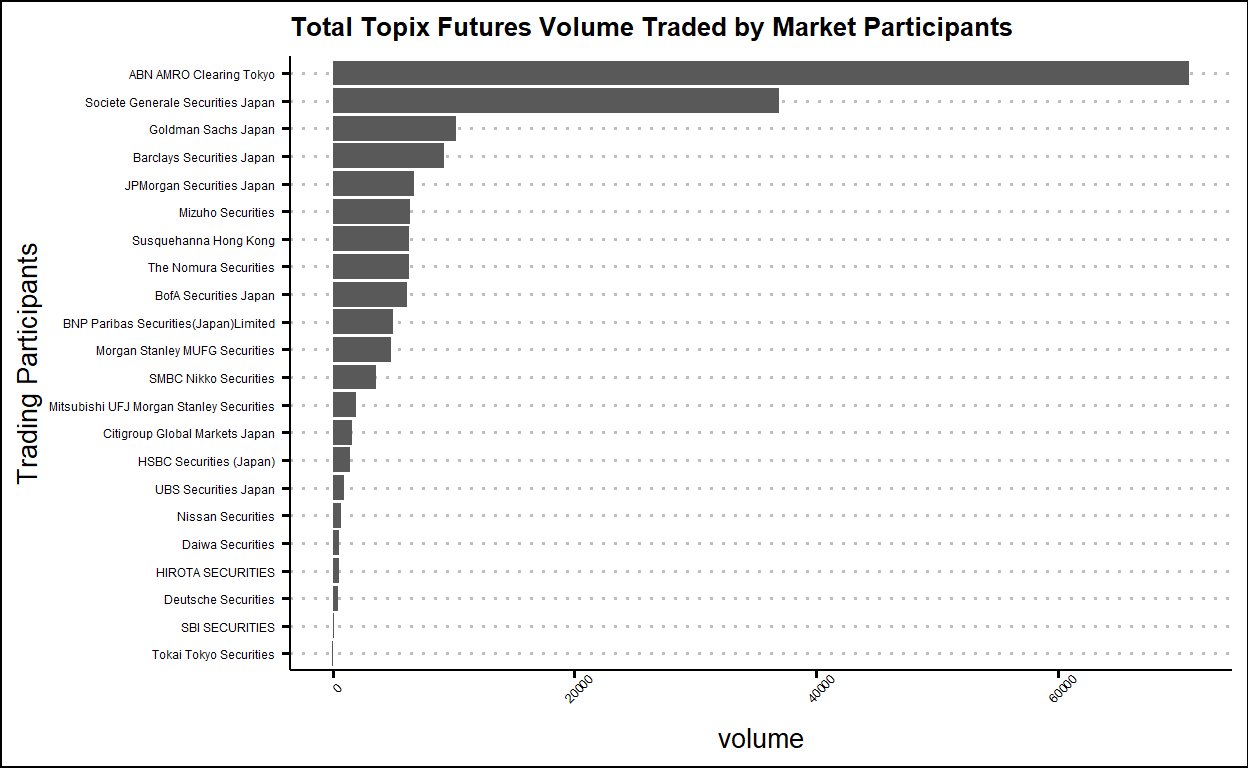 Total Topix Futures Volume Traded by Market Participants
Trading Participants
ABN AMRO Clearing Tokyo
Societe Generale Securities Japan
Goldman Sachs Japan
Barclays Securities Japan
JPMorgan Securities Japan
Mizuho Securities
Susquehanna Hong Kong
The Nomura Securities
BofA Securities Japan
BNP Paribas Securities(Japan)Limited
Morgan Stanley MUFG Securities
SMBC Nikko Securities
Mitsubishi UFJ Morgan Stanley Securities
Citigroup Global Markets Japan
HSBC Securities (Japan)
UBS Securities Japan
Nissan Securities
Daiwa Securities
HIROTA SECURITIES
Deutsche Securities
SBI SECURITIES
Tokai Tokyo Securities
0
20000
40000
60000
volume